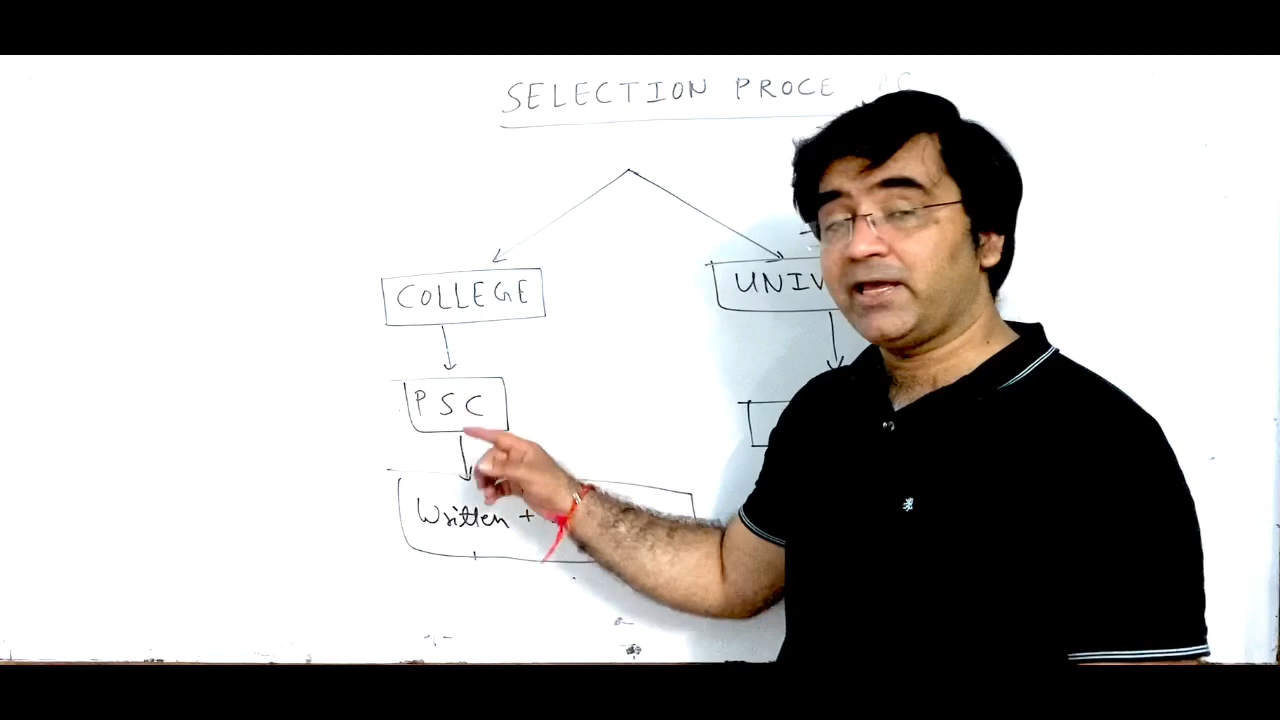 SELECTION PROCE
COLLEGE
UNIV
PSC
Written +